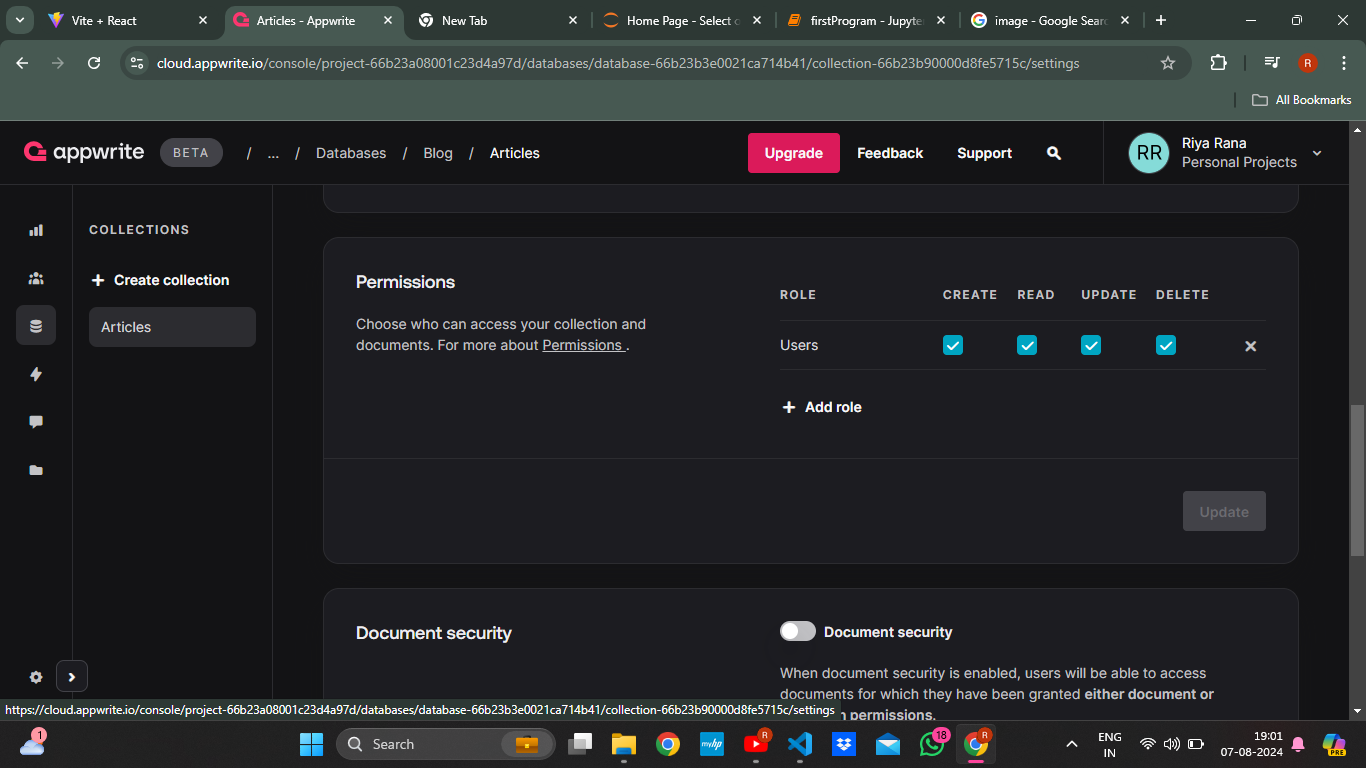 Vite + React
Articles - Appwrite
New Tab
Home Page - Select o
firstProgram - Jupyte
image - Google Searc
cloud.appwrite.io/console/project-66b23a08001c23d4a97d/databases/database-66b23b3e0021ca714b41/collection-66b23b90000d8fe5715c/settings
R
All Bookmarks
appwrite BETA / ... / Databases / Blog / Articles
Upgrade Feedback Support
RR
Riya Rana
Personal Projects
COLLECTIONS
Create collection
Articles
Permissions
Choose who can access your collection and
documents. For more about Permissions .
ROLE CREATE READ UPDATE DELETE
Users
Add role
Update
Document security
Document security
When document security is enabled, users will be able to access
documents for which they have been granted either document or
n permissions.
https://cloud.appwrite.io/console/project-66b23a08001c23d4a97d/databases/database-66b23b3e0021ca714b41/collection-66b23b90000d8fe5715c/settings
1
Search
myhp
R
18
R
ENG
IN
19:01
07-08-2024
PRE